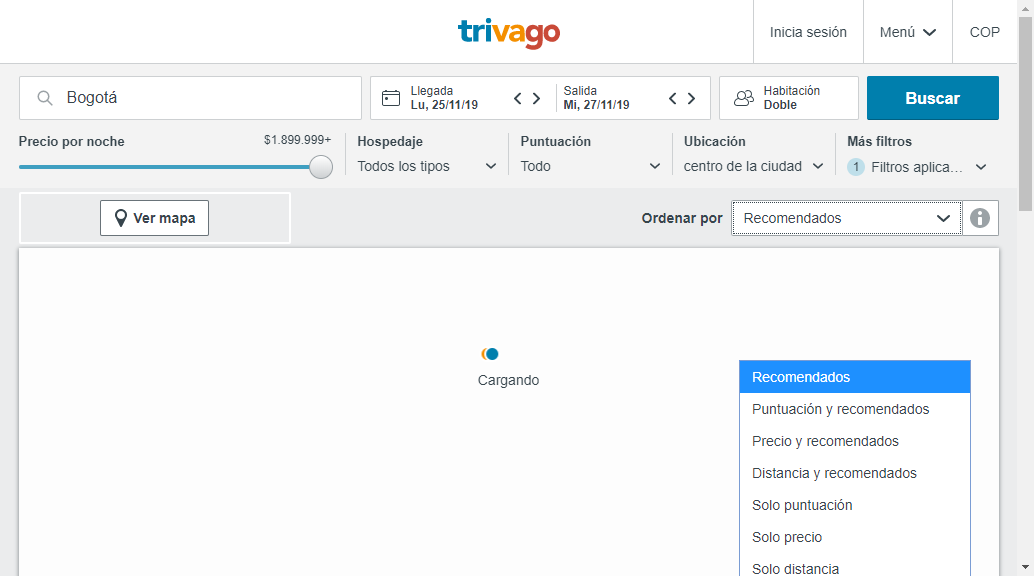 trivago
Inicia sesión
Menú
COP
Bogotá
Llegada
Lu, 25/11/19
Salida
Mi, 27/11/19
Habitación
Doble
Buscar
Precio por noche
$1.899.999+
Hospedaje
Todos los tipos
Puntuación
Todo
Ubicación
centro de la ciudad
Más filtros
1 Filtros aplica...
Ver mapa
Ordenar por
Recomendados
Cargando
Recomendados
Puntuación y recomendados
Precio y recomendados
Distancia y recomendados
Solo puntuación
Solo precio
Solo distancia